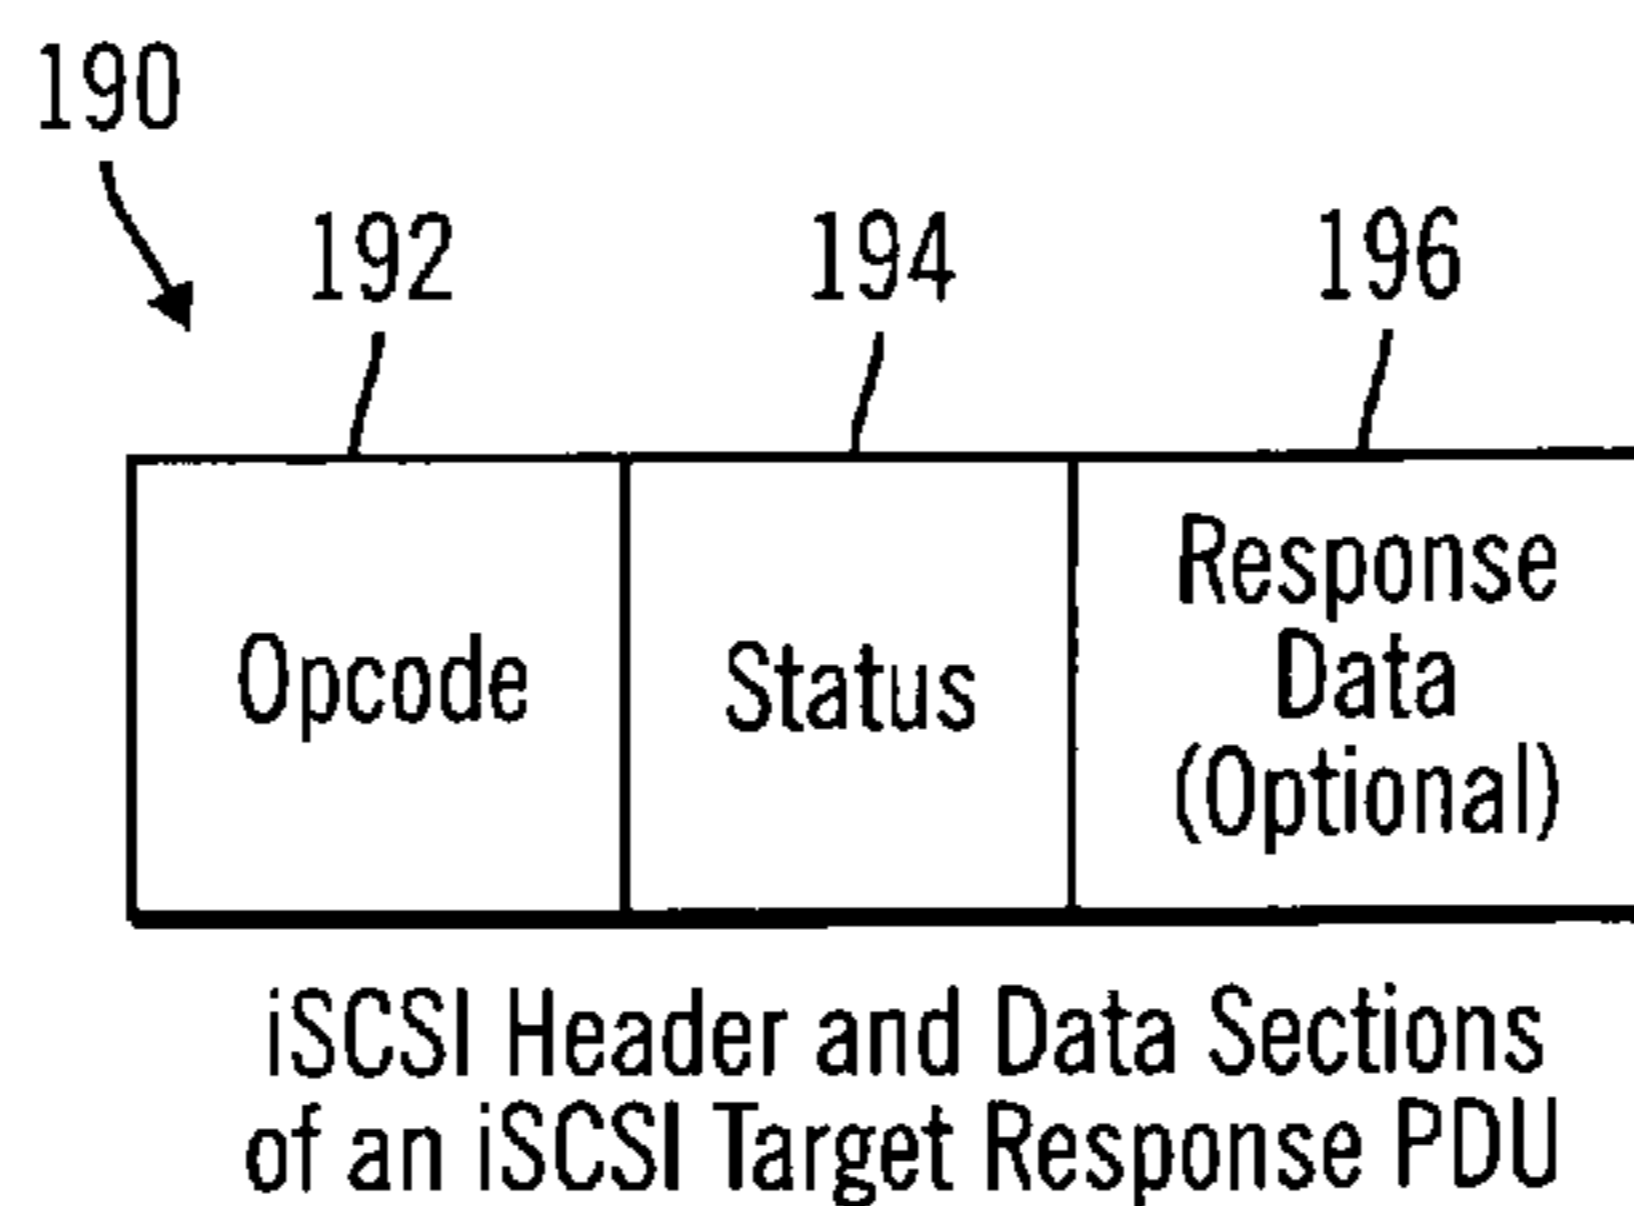 190
192 194 196
Opcode Status Response
Data
(Optional)
iSCSI Header and Data Sections
of an iSCSI Target Response PDU